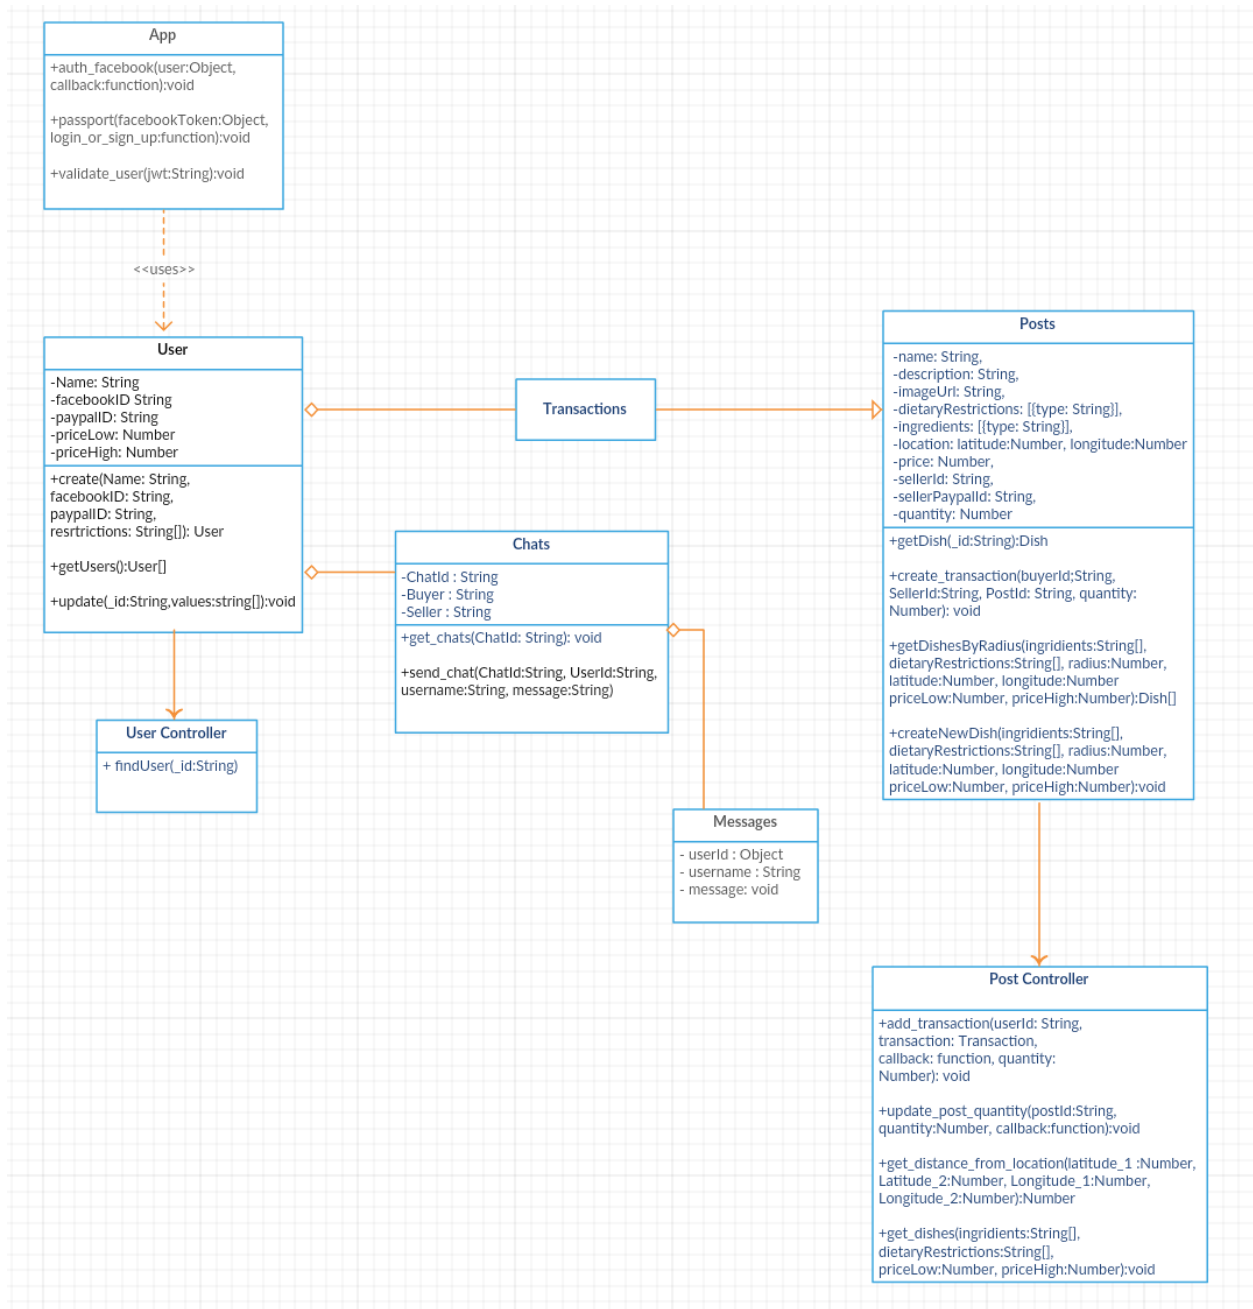 App
+auth_facebook(user:Object,
callback:function):void
+passport(facebookToken:Object,
login_or_sign_up:function):void
+validate_user(jwt:String):void
<<uses>>
User
-Name: String
-facebookID String
-paypalID: String
-priceLow: Number
-priceHigh: Number
+create(Name: String,
facebookID: String,
paypalID: String,
resrtrictions: String[]): User
+getUsers():User[]
+update(_id:String,values:string[]):void
User Controller
+ findUser(_id:String)
Transactions
Chats
-ChatId : String
-Buyer : String
-Seller : String
+get_chats(ChatId: String): void
+send_chat(ChatId:String, UserId:String,
username:String, message:String)
Messages
- userId : Object
- username : String
- message: void
Posts
-name: String,
-description: String,
-imageUrl: String,
-dietaryRestrictions: [{type: String}],
-ingredients: [{type: String}],
-location: latitude:Number, longitude:Number
-price: Number,
-sellerId: String,
-sellerPaypalId: String,
-quantity: Number
+getDish(_id:String):Dish
+create_transaction(buyerId;String,
SellerId:String, PostId: String, quantity:
Number): void
+getDishesByRadius(ingridients:String[],
dietaryRestrictions:String[], radius:Number,
latitude:Number, longitude:Number
priceLow:Number, priceHigh:Number):Dish[]
+createNewDish(ingridients:String[],
dietaryRestrictions:String[], radius:Number,
latitude:Number, longitude:Number
priceLow:Number, priceHigh:Number):void
Post Controller
+add_transaction(userId: String,
transaction: Transaction,
callback: function, quantity:
Number): void
+update_post_quantity(postId:String,
quantity:Number, callback:function):void
+get_distance_from_location(latitude_1 :Number,
Latitude_2:Number, Longitude_1:Number,
Longitude_2:Number):Number
+get_dishes(ingridients:String[],
dietaryRestrictions:String[],
priceLow:Number, priceHigh:Number):void